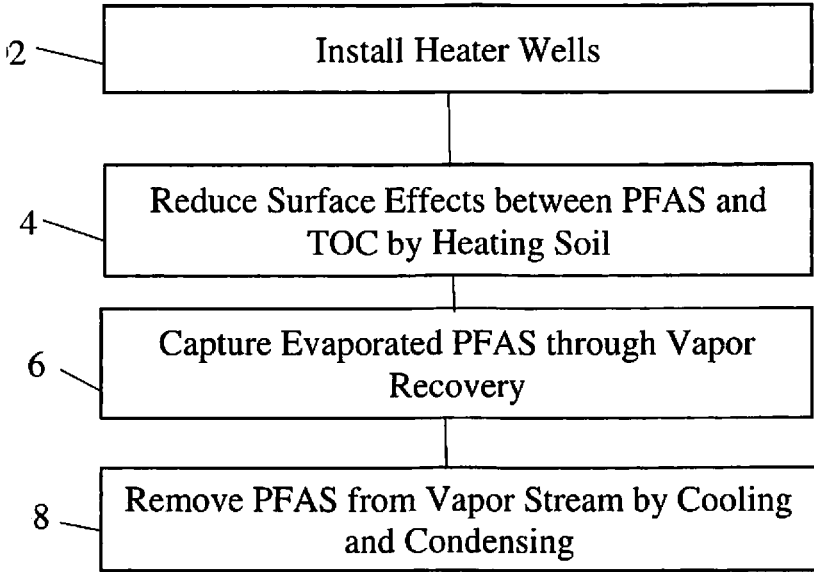 2
Install Heater Wells
4
Reduce Surface Effects between PFAS and
TOC by Heating Soil
6
Capture Evaporated PFAS through Vapor
Recovery
8
Remove PFAS from Vapor Stream by Cooling
and Condensing